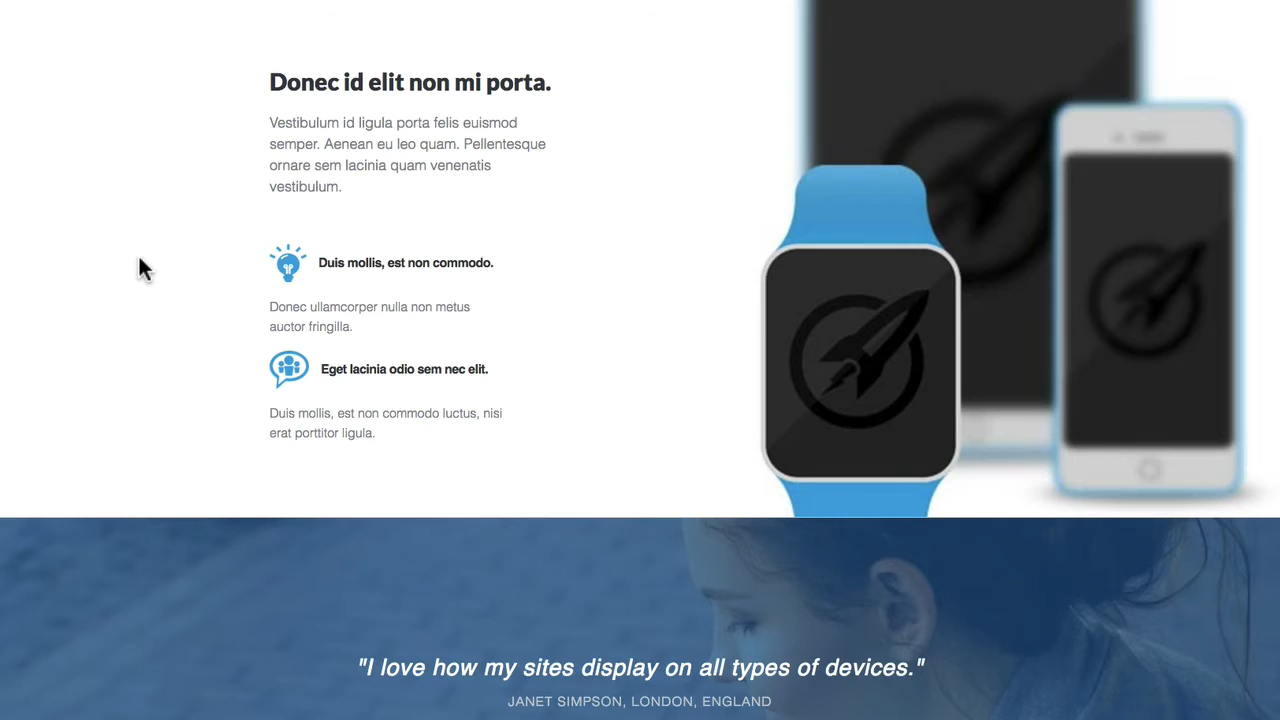 Donec id elit non mi porta.
Vestibulum id ligula porta felis euismod
semper. Aenean eu leo quam. Pellentesque
ornare sem lacinia quam venenatis
vestibulum.
Duis mollis, est non commodo.
Donec ullamcorper nulla non metus
auctor fringilla.
Eget lacinia odio sem nec elit.
Duis mollis, est non commodo luctus, nisi
erat porttitor ligula.
"I love how my sites display on all types of devices."
JANET SIMPSON, LONDON, ENGLAND